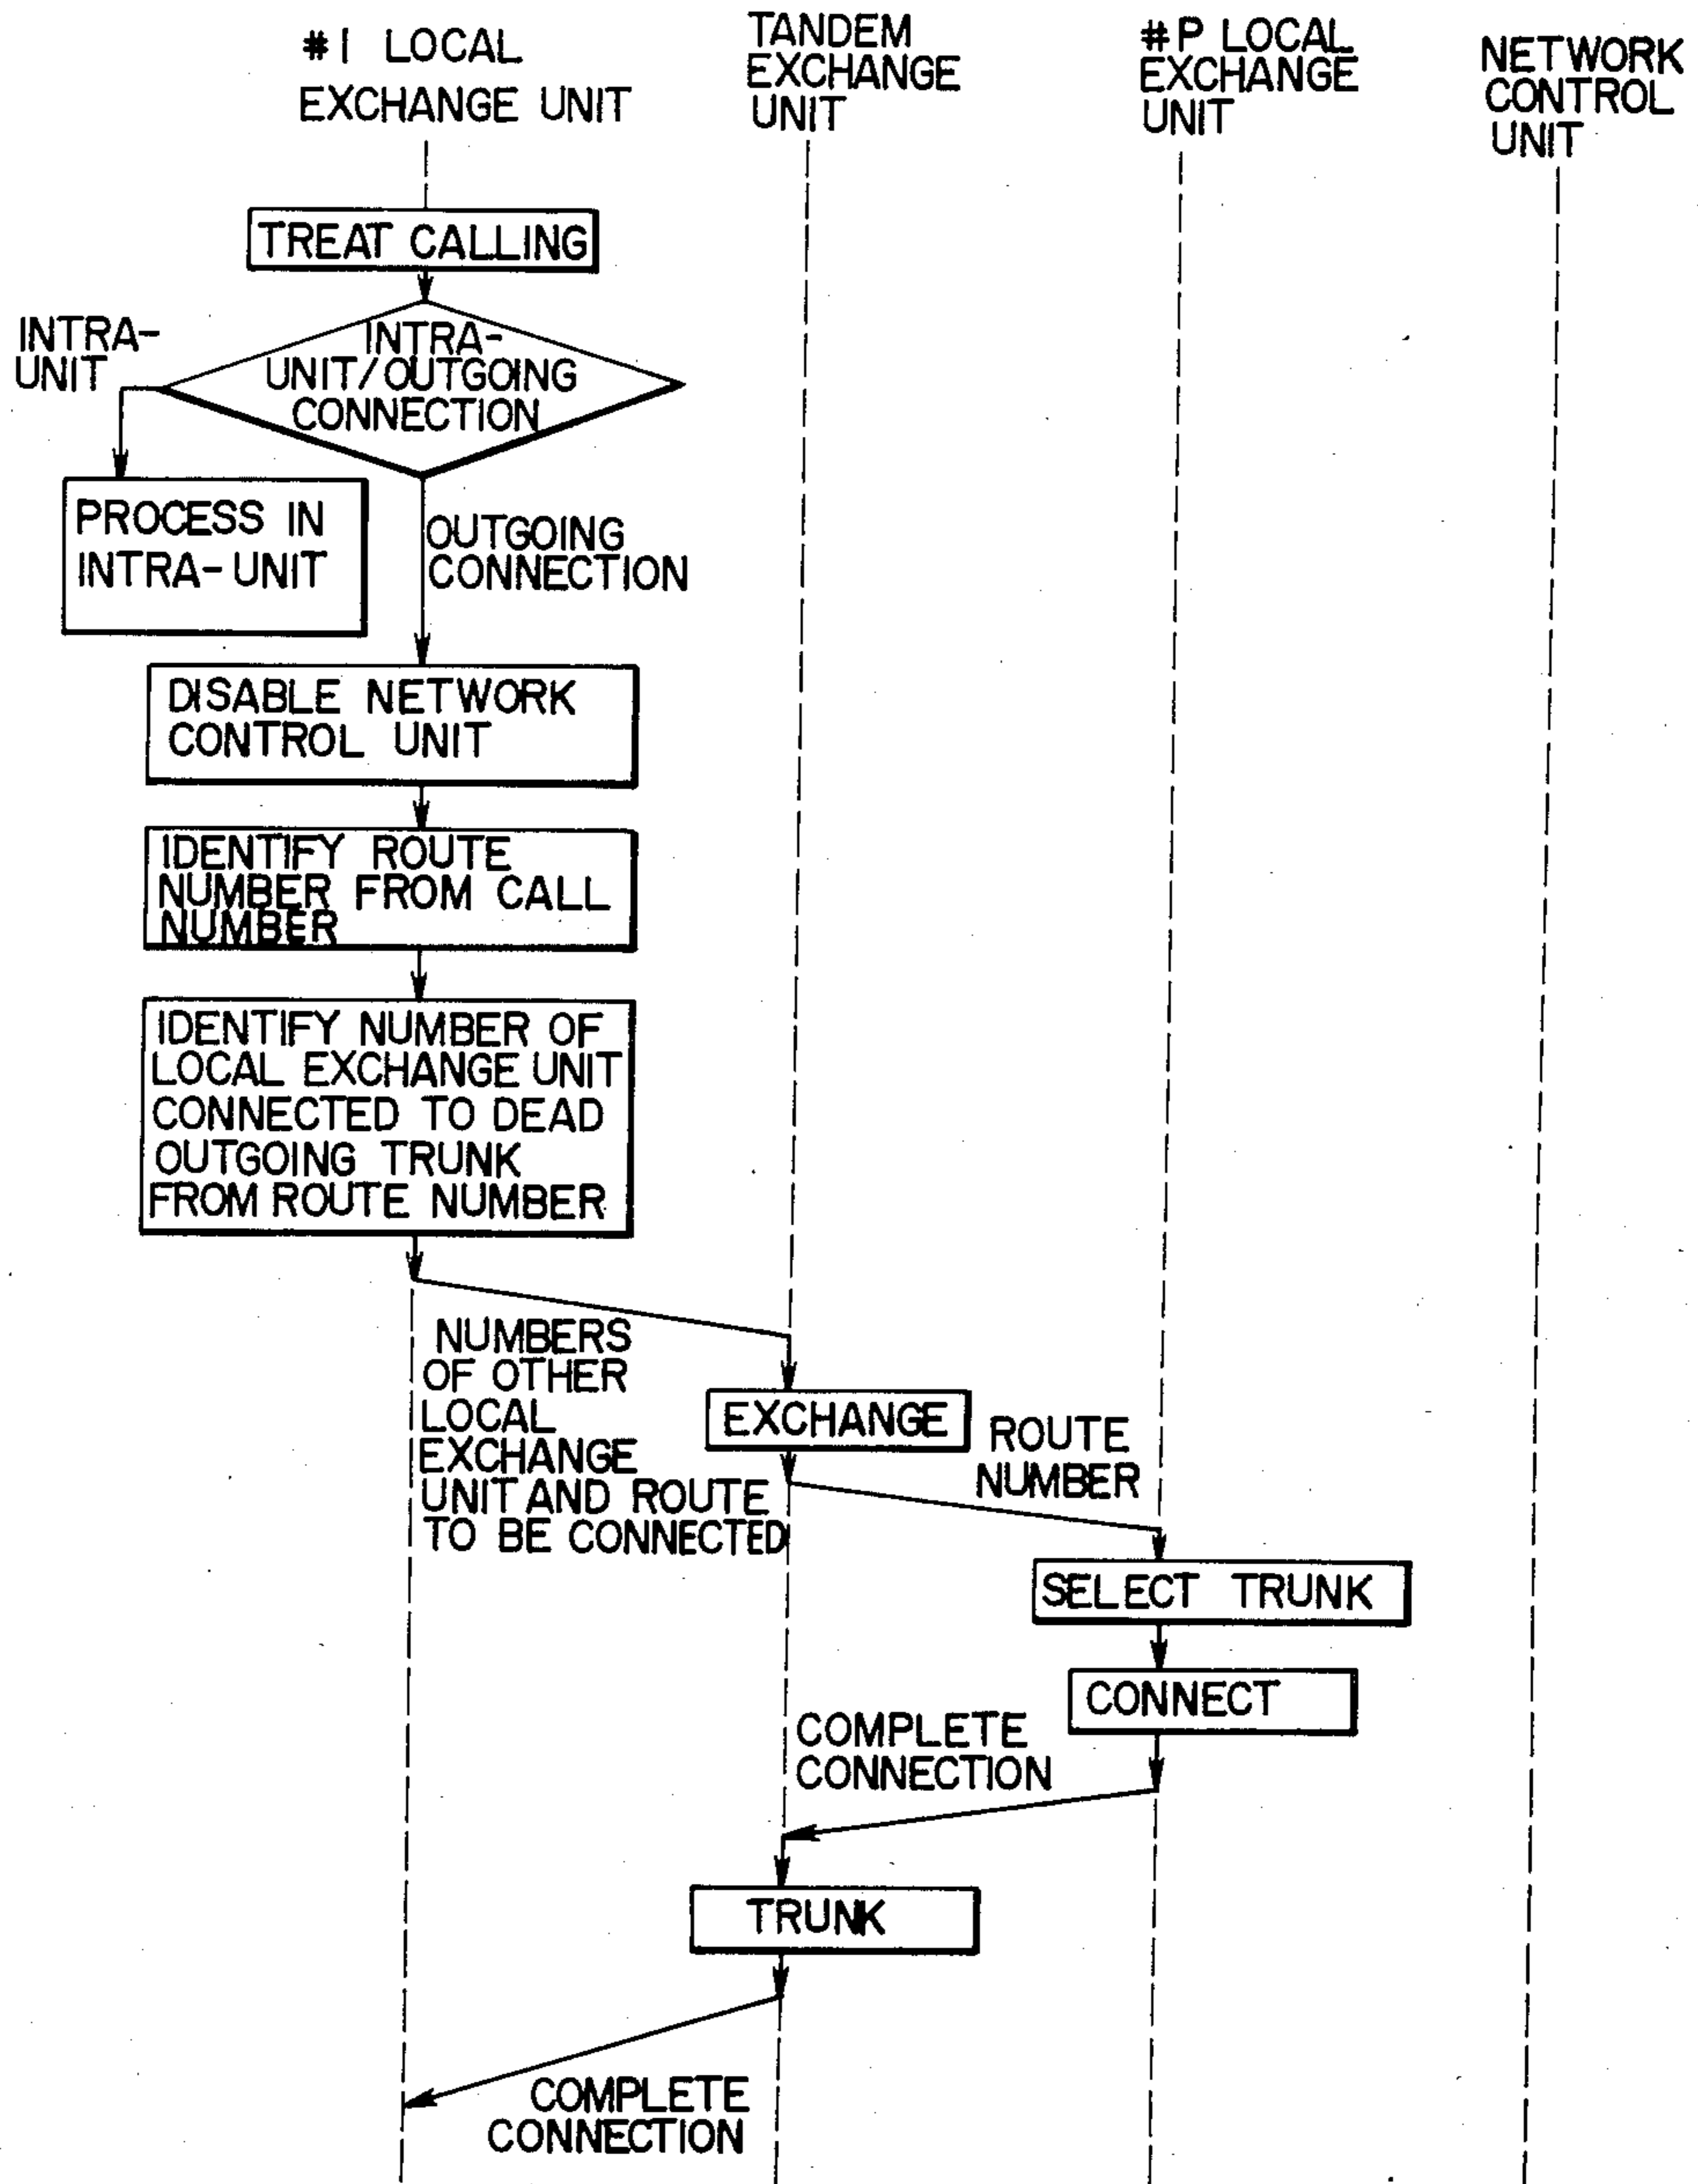 #1 LOCAL
EXCHANGE UNIT
TANDEM
EXCHANGE
UNIT
#P LOCAL
EXCHANGE
UNIT
NETWORK
CONTROL
UNIT
TREAT CALLING
INTRA-
UNIT
INTRA-
UNIT/OUTGOING
CONNECTION
PROCESS IN
INTRA-UNIT
OUTGOING
CONNECTION
DISABLE NETWORK
CONTROL UNIT
IDENTIFY ROUTE
NUMBER FROM CALL
NUMBER
IDENTIFY NUMBER OF
LOCAL EXCHANGE UNIT
CONNECTED TO DEAD
OUTGOING TRUNK
FROM ROUTE NUMBER
NUMBERS
OF OTHER
LOCAL
EXCHANGE
UNIT AND ROUTE
TO BE CONNECTED
EXCHANGE
ROUTE
NUMBER
SELECT TRUNK
CONNECT
COMPLETE
CONNECTION
TRUNK
COMPLETE
CONNECTION